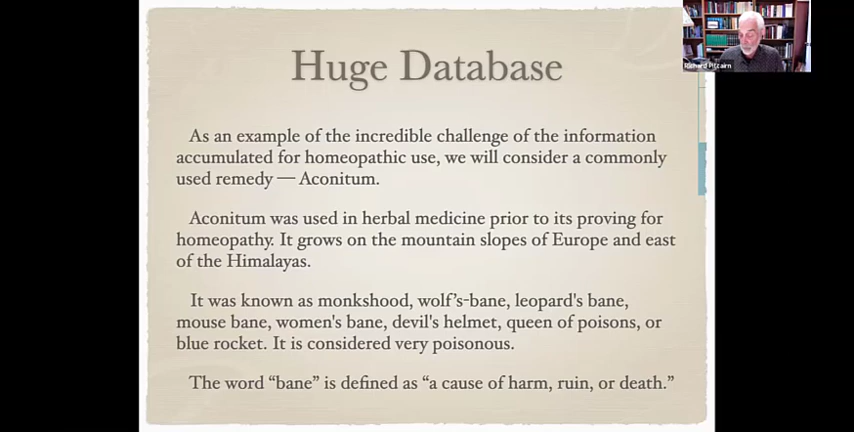 Huge Database
As an example of the incredible challenge of the information
accumulated for homeopathic use, we will consider a commonly
used remedy — Aconitum.
Aconitum was used in herbal medicine prior to its proving for
homeopathy. It grows on the mountain slopes of Europe and east
of the Himalayas.
It was known as monkshood, wolf's-bane, leopard's bane,
mouse bane, women's bane, devil's helmet, queen of poisons, or
blue rocket. It is considered very poisonous.
The word “bane” is defined as “a cause of harm, ruin, or death.”
Richard Pitcairn